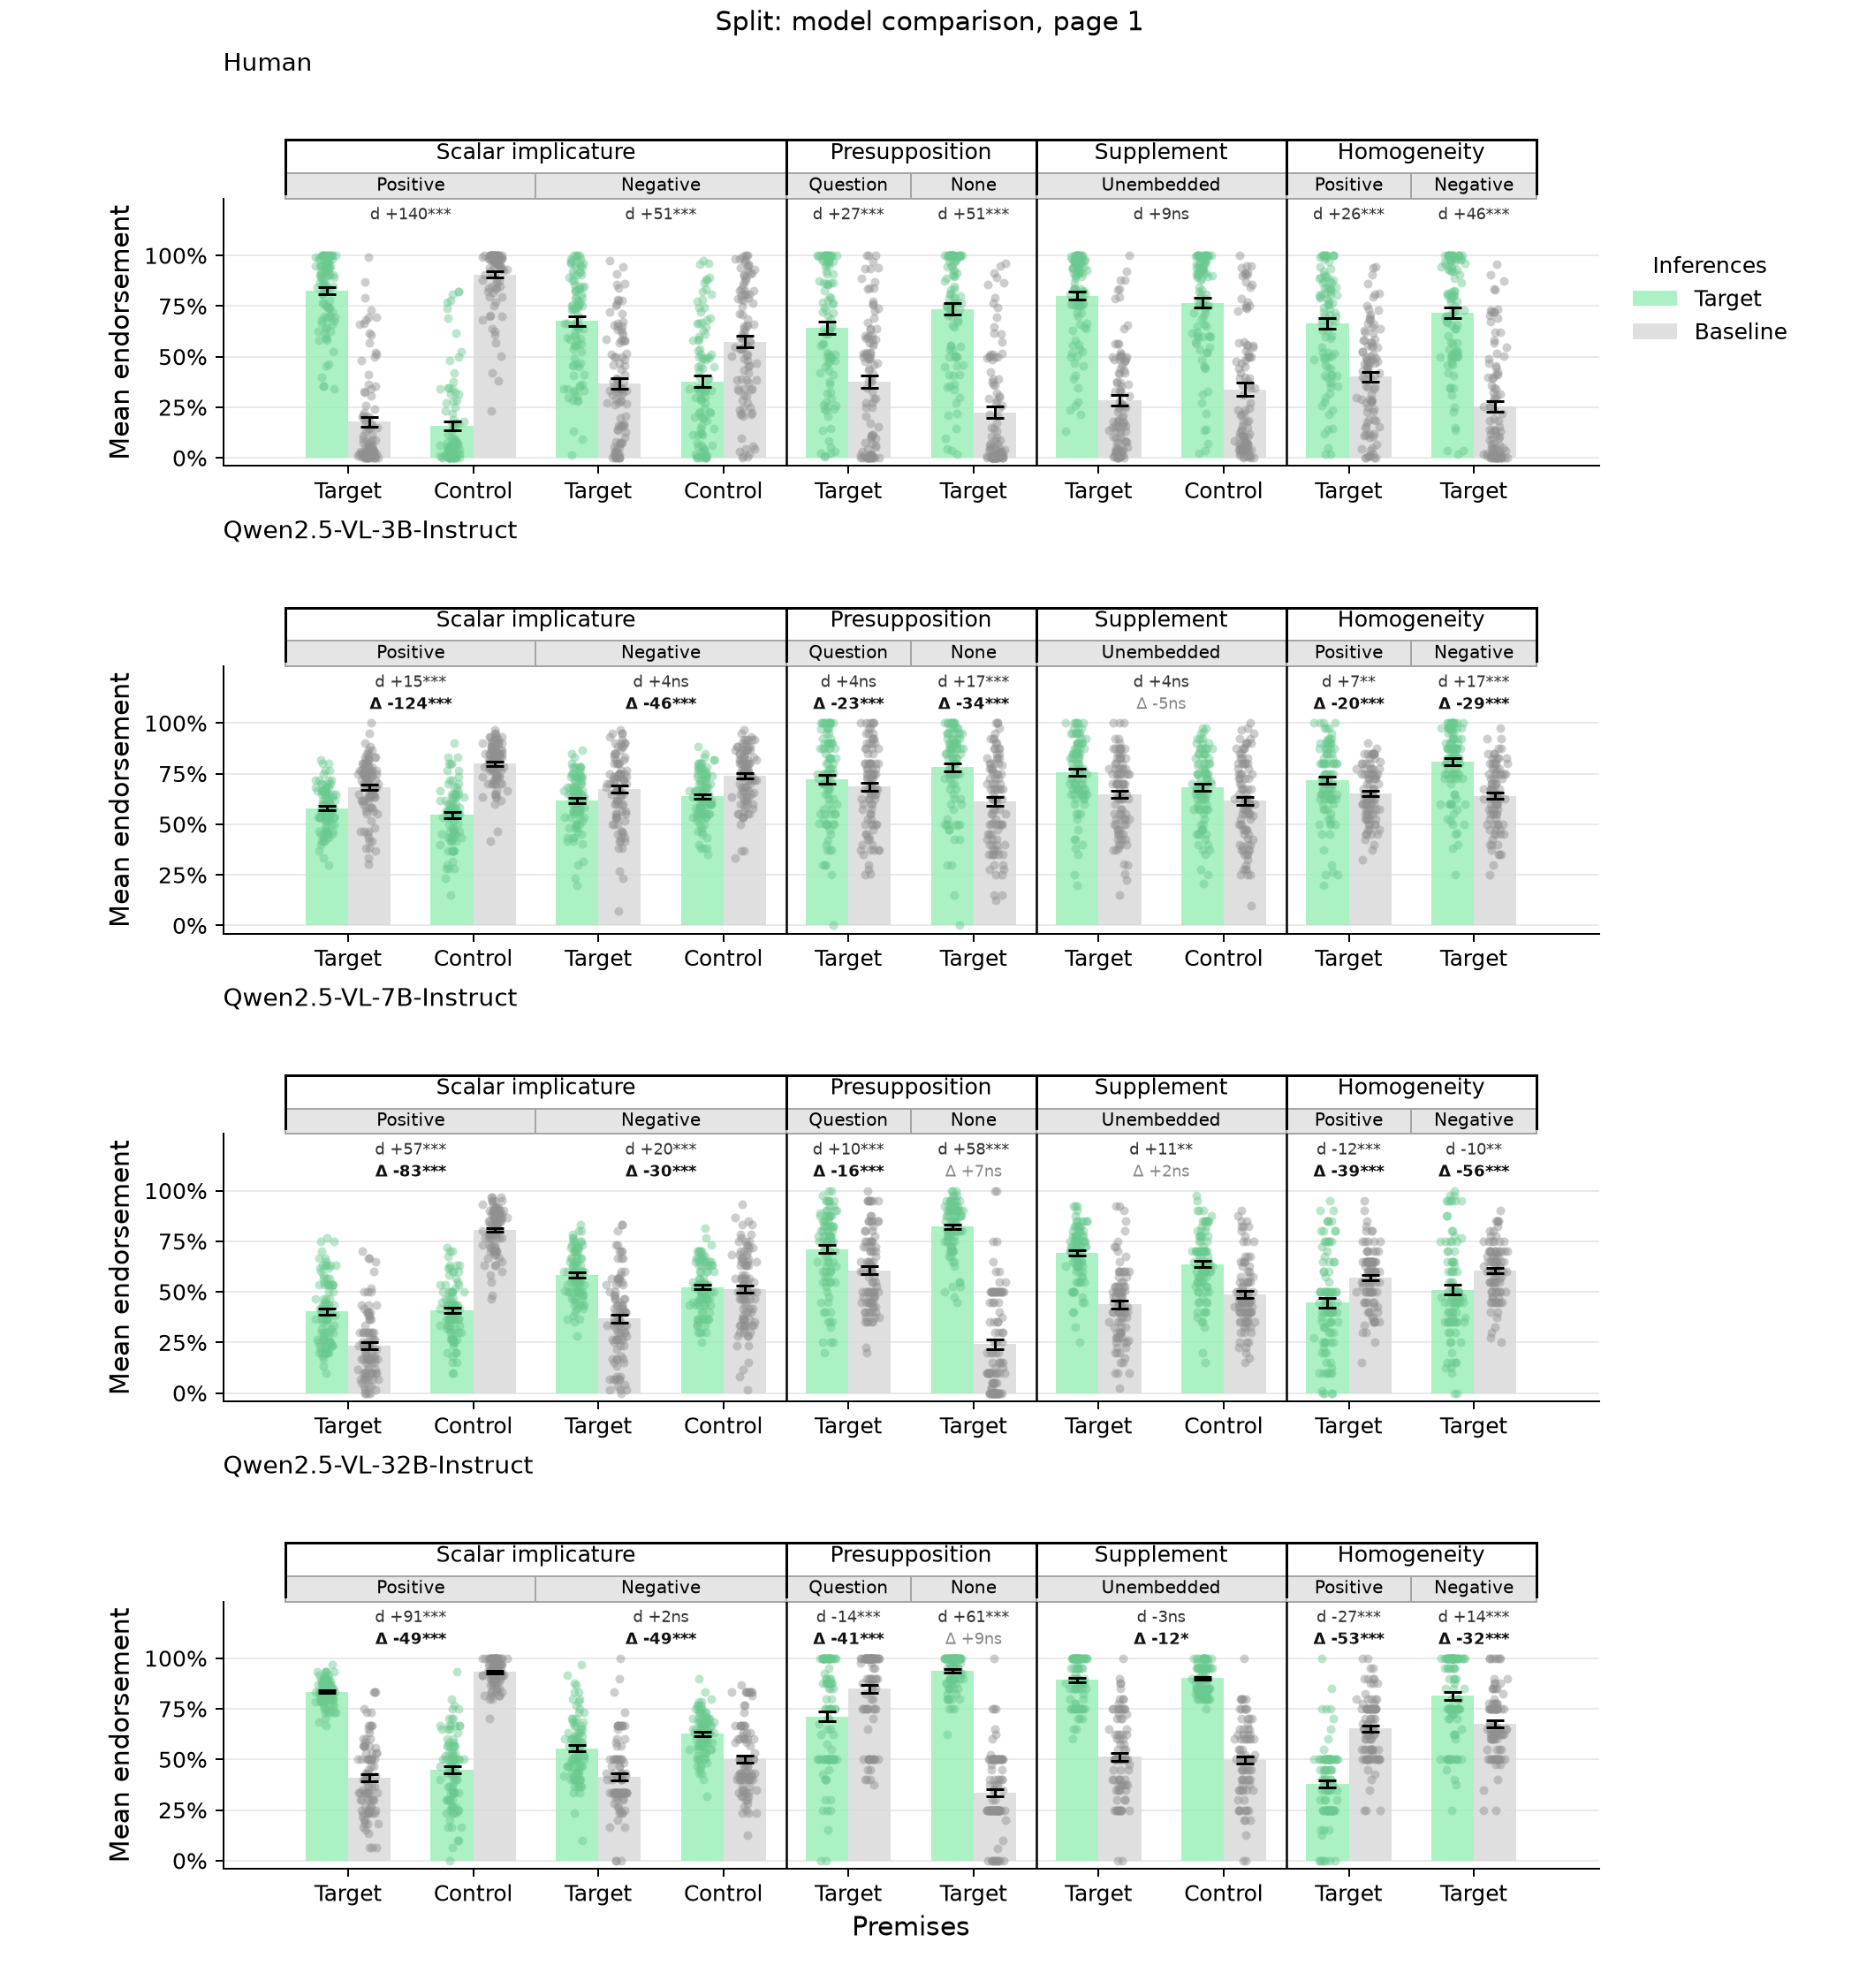 Split: model comparison, page 1
Human
Scalar implicature Presupposition Supplement Homogeneity
Positive Negative Question None Unembedded Positive Negative
d +140*** d +51*** d +27*** d +51*** d +9ns d +26*** d +46***
Mean endorsement
100%
75%
50%
25%
0%
Target Control Target Control Target Target Target Control Target Target
Inferences
Target
Baseline
Qwen2.5-VL-3B-Instruct
Scalar implicature Presupposition Supplement Homogeneity
Positive Negative Question None Unembedded Positive Negative
d +15*** d +4ns d +4ns d +17*** d +4ns d +7** d +17***
Δ -124*** Δ -46*** Δ -23*** Δ -34*** Δ -5ns Δ -20*** Δ -29***
Mean endorsement
100%
75%
50%
25%
0%
Target Control Target Control Target Target Target Control Target Target
Qwen2.5-VL-7B-Instruct
Scalar implicature Presupposition Supplement Homogeneity
Positive Negative Question None Unembedded Positive Negative
d +57*** d +20*** d +10*** d +58*** d +11** d -12*** d -10**
Δ -83*** Δ -30*** Δ -16*** Δ +7ns Δ +2ns Δ -39*** Δ -56***
Mean endorsement
100%
75%
50%
25%
0%
Target Control Target Control Target Target Target Control Target Target
Qwen2.5-VL-32B-Instruct
Scalar implicature Presupposition Supplement Homogeneity
Positive Negative Question None Unembedded Positive Negative
d +91*** d +2ns d -14*** d +61*** d -3ns d -27*** d +14***
Δ -49*** Δ -49*** Δ -41*** Δ +9ns Δ -12* Δ -53*** Δ -32***
Mean endorsement
100%
75%
50%
25%
0%
Target Control Target Control Target Target Target Control Target Target
Premises